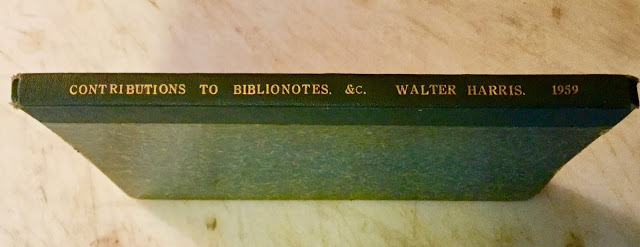 CONTRIBUTIONS TO BIBLIONOTES. &C. WALTER HARRIS. 1959